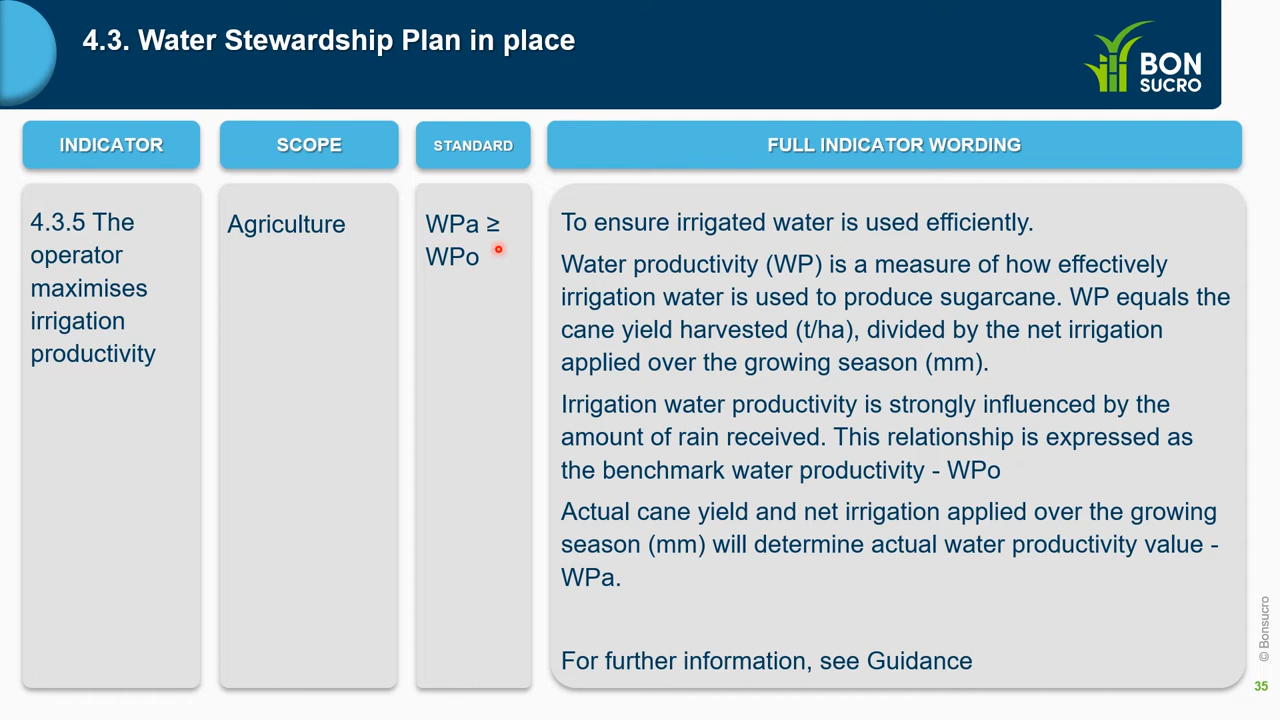 4.3. Water Stewardship Plan in place
BON
SUCRO
INDICATOR
SCOPE
STANDARD
FULL INDICATOR WORDING
4.3.5 The
operator
maximises
irrigation
productivity
Agriculture
WPa ≥
WPo
To ensure irrigated water is used efficiently.
Water productivity (WP) is a measure of how effectively
irrigation water is used to produce sugarcane. WP equals the
cane yield harvested (t/ha), divided by the net irrigation
applied over the growing season (mm).
Irrigation water productivity is strongly influenced by the
amount of rain received. This relationship is expressed as
the benchmark water productivity - WPo
Actual cane yield and net irrigation applied over the growing
season (mm) will determine actual water productivity value -
WPa.
For further information, see Guidance
© Bonsucro
35